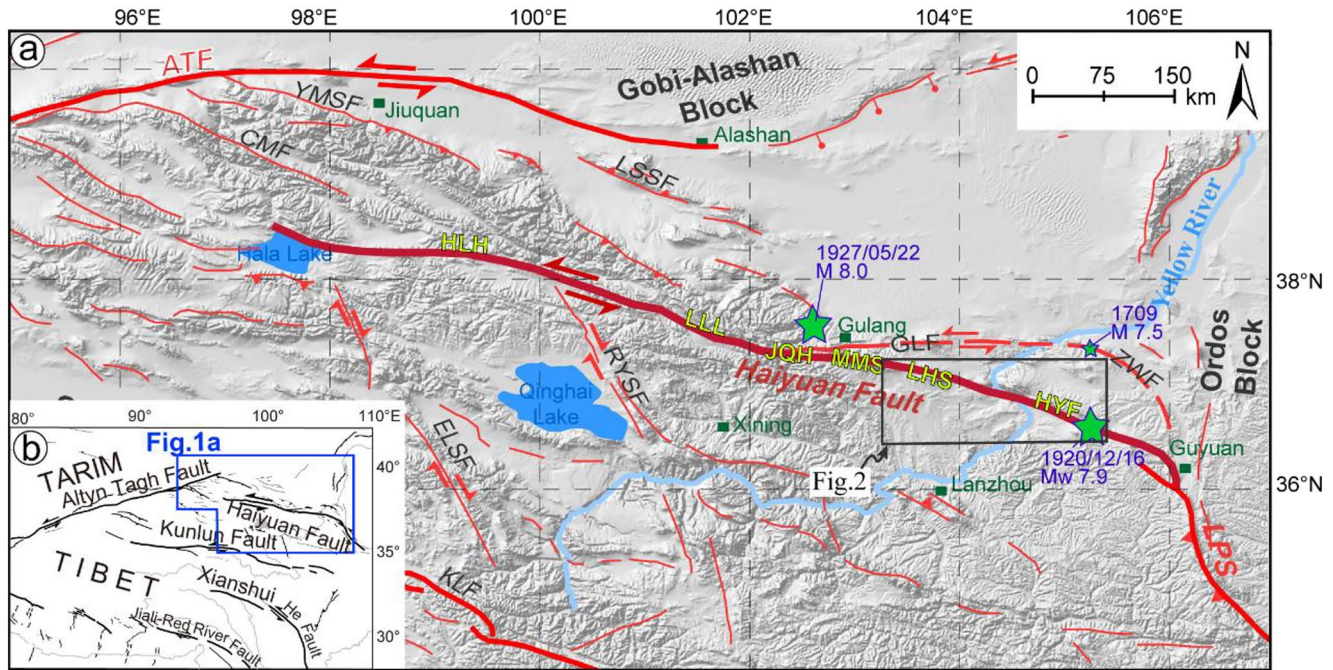 96°E
98°E
100°E
102°E
104°E
106°E
a
ATF
YMSF
Jiuquan
CMF
Gobi-Alashan
Block
Alashan
LSSF
N
0 75 150
km
Yellow River
Hala Lake
HLH
1927/05/22
M 8.0
38°N
LLL
Gulang
GLF
1709
M 7.5
JQH
MMS
LHS
ZWF
Ordos
Block
Haiyuan Fault
RYSF
Qinghai
Lake
HYF
Xining
ELSF
Guyuan
1920/12/16
Mw 7.9
Fig.2
Lanzhou
36°N
LPS
KLF
80°
90°
100°
110°E
b
Fig.1a
TARIM
40°
Altyn Tagh Fault
Haiyuan Fault
Kunlun Fault
35°
TIBET
Xianshui
He Fault
Jiali-Red River Fault
30°